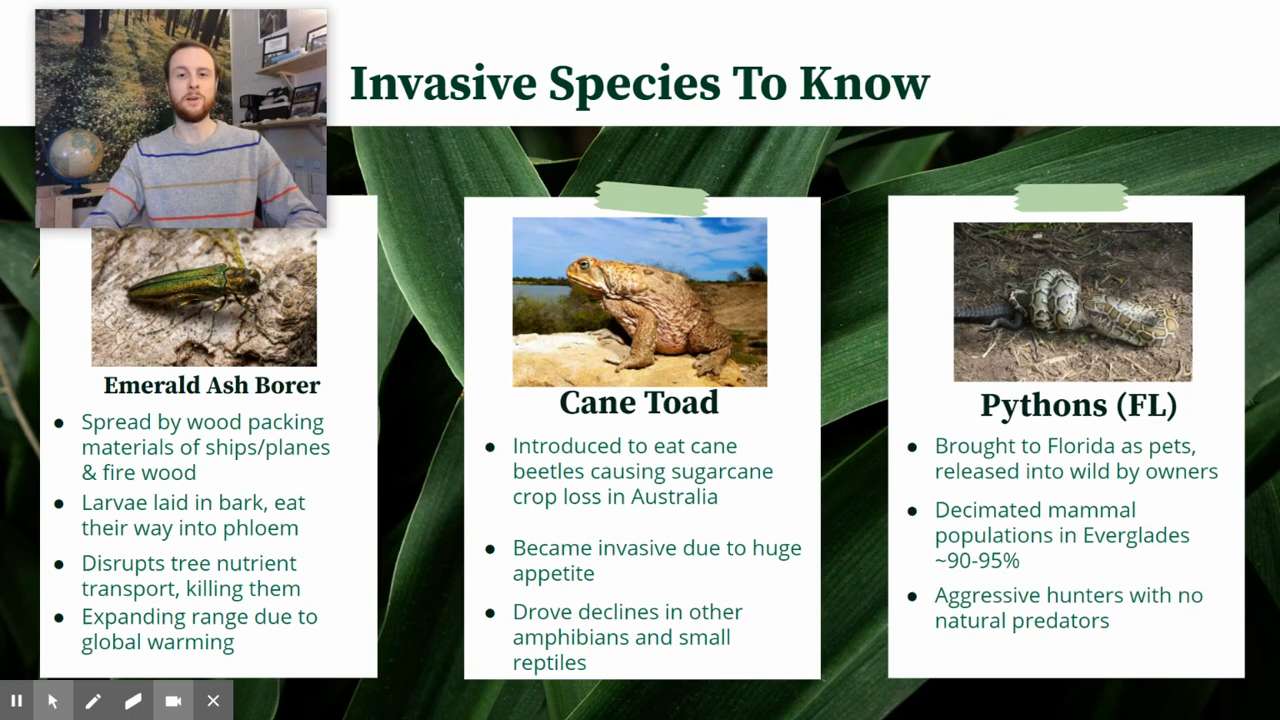 Invasive Species To Know
Emerald Ash Borer
Spread by wood packing
materials of ships/planes
& fire wood
Larvae laid in bark, eat
their way into phloem
Disrupts tree nutrient
transport, killing them
Expanding range due to
global warming
Cane Toad
Introduced to eat cane
beetles causing sugarcane
crop loss in Australia
Became invasive due to huge
appetite
Drove declines in other
amphibians and small
reptiles
Pythons (FL)
Brought to Florida as pets,
released into wild by owners
Decimated mammal
populations in Everglades
~90-95%
Aggressive hunters with no
natural predators